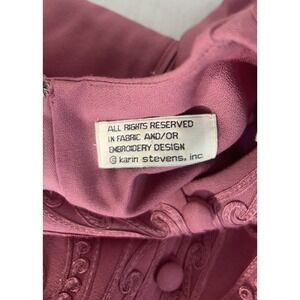 ALL RIGHTS RESERVED
IN FABRIC AND/OR
EMBROIDERY DESIGN
© karin stevens, inc.